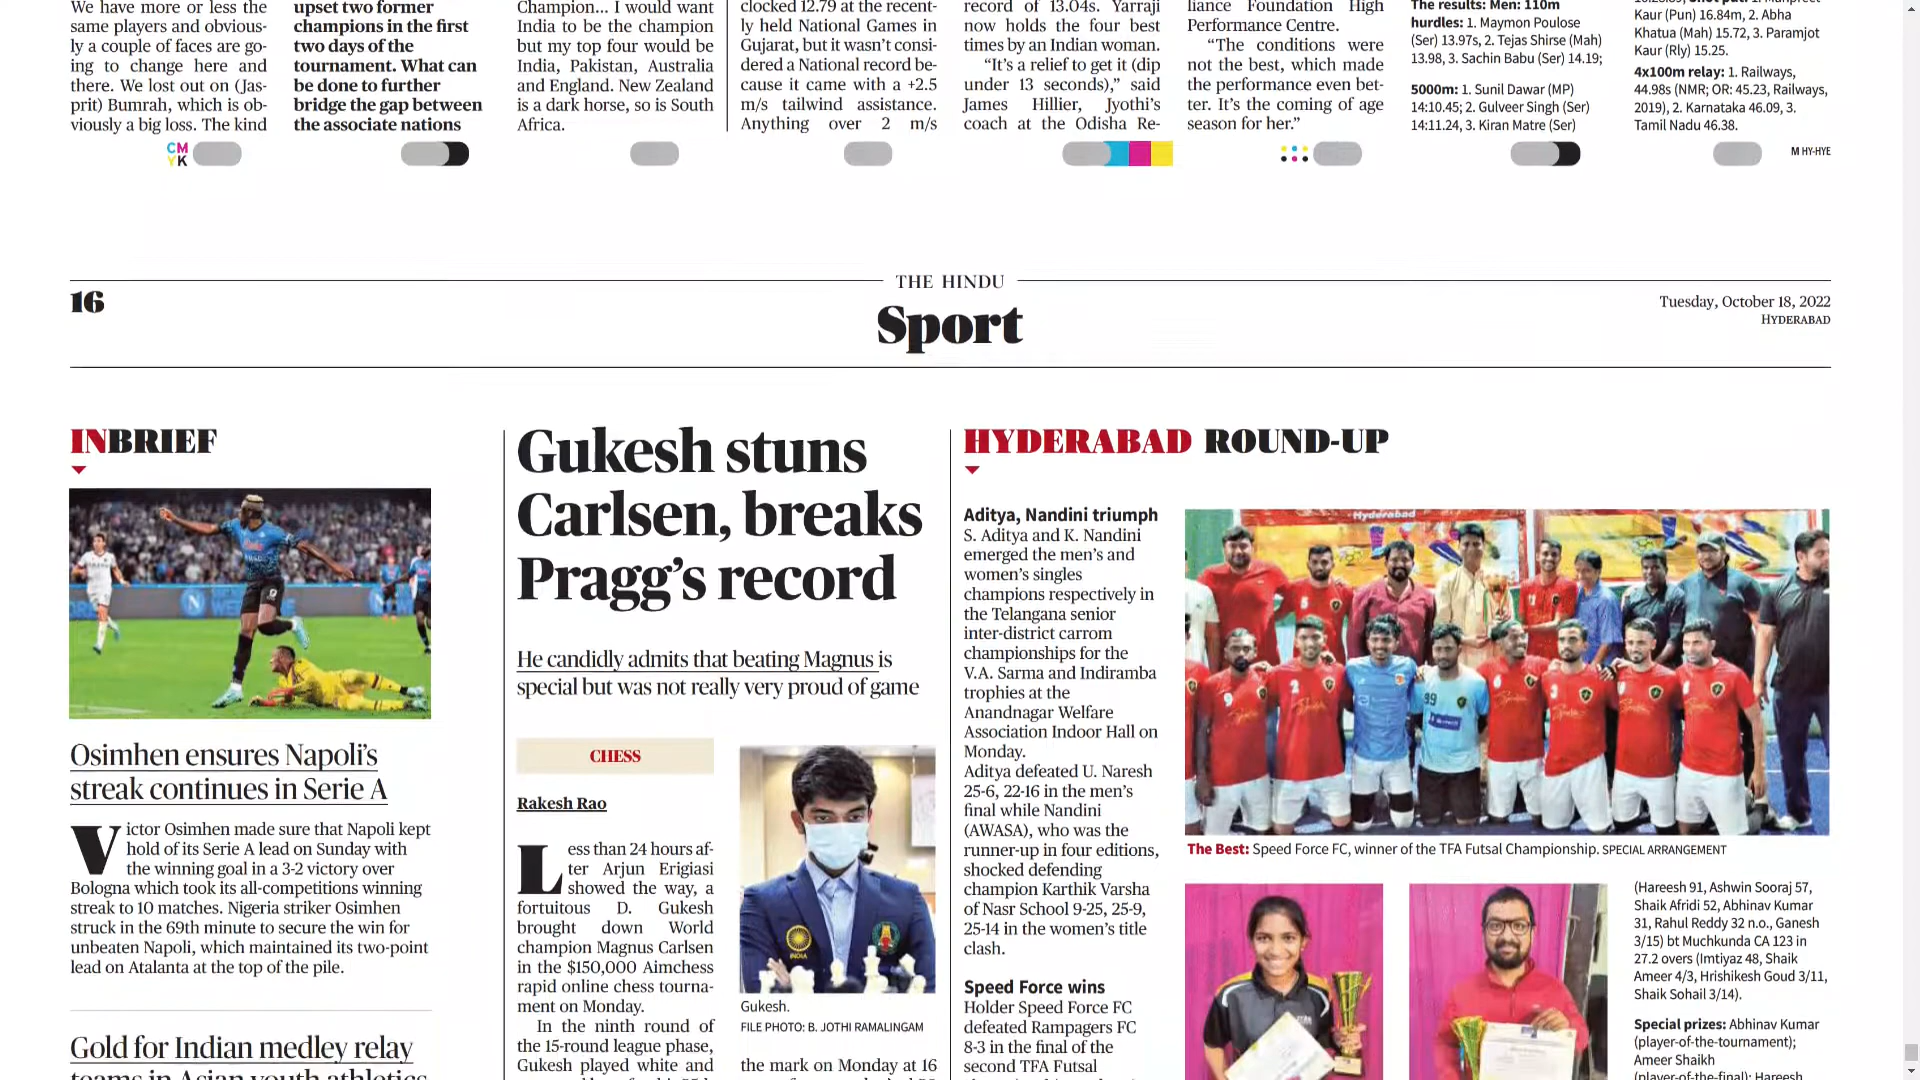 We have more or less the
same players and obvious-
ly a couple of faces are go-
ing to change here and
there. We lost out on (Jas-
prit) Bumrah, which is ob-
viously a big loss. The kind
upset two former
champions in the first
two days of the
tournament. What can
be done to further
bridge the gap between
the associate nations
Champion... I would want
India to be the champion
but my top four would be
India, Pakistan, Australia
and England. New Zealand
is a dark horse, so is South
Africa.
clocked 12.79 at the recent-
ly held National Games in
Gujarat, but it wasn't consi-
dered a National record be-
cause it came with a +2.5
m/s tailwind assistance.
Anything over 2 m/s
record of 13.04s. Yarraji
now holds the four best
times by an Indian woman.
“It's a relief to get it (dip
under 13 seconds),” said
James Hillier, Jyothi's
coach at the Odisha Re-
liance Foundation High
Performance Centre.
“The conditions were
not the best, which made
the performance even bet-
ter. It's the coming of age
season for her.”
The results: Men: 110m
hurdles: 1. Maymon Poulose
(Ser) 13.97s, 2. Tejas Shirse (Mah)
13.98, 3. Sachin Babu (Ser) 14.19;
5000m: 1. Sunil Dawar (MP)
14:10.45; 2. Gulveer Singh (Ser)
14:11.24, 3. Kiran Matre (Ser)
Kaur (Pun) 16.84m, 2. Abha
Khatua (Mah) 15.72, 3. Paramjot
Kaur (Rly) 15.25.
4x100m relay: 1. Railways,
44.98s (NMR; OR: 45.23, Railways,
2019), 2. Karnataka 46.09, 3.
Tamil Nadu 46.38.
CM
YK
M HY-HYE
THE HINDU
16
Sport
Tuesday, October 18, 2022
HYDERABAD
INBRIEF
Osimhen ensures Napoli's
streak continues in Serie A
Victor Osimhen made sure that Napoli kept
hold of its Serie A lead on Sunday with
the winning goal in a 3-2 victory over
Bologna which took its all-competitions winning
streak to 10 matches. Nigeria striker Osimhen
struck in the 69th minute to secure the win for
unbeaten Napoli, which maintained its two-point
lead on Atalanta at the top of the pile.
Gold for Indian medley relay
teams in Asian youth athletics
Gukesh stuns
Carlsen, breaks
Pragg's record
He candidly admits that beating Magnus is
special but was not really very proud of game
CHESS
Rakesh Rao
Less than 24 hours af-
ter Arjun Erigiasi
showed the way, a
fortuitous D. Gukesh
brought down World
champion Magnus Carlsen
in the $150,000 Aimchess
rapid online chess tourna-
ment on Monday.
In the ninth round of
the 15-round league phase,
Gukesh played white and
INDIA
Gukesh.
FILE PHOTO: B. JOTHI RAMALINGAM
the mark on Monday at 16
HYDERABAD ROUND-UP
Aditya, Nandini triumph
S. Aditya and K. Nandini
emerged the men's and
women's singles
champions respectively in
the Telangana senior
inter-district carrom
championships for the
V.A. Sarma and Indiramba
trophies at the
Anandnagar Welfare
Association Indoor Hall on
Monday.
Aditya defeated U. Naresh
25-6, 22-16 in the men's
final while Nandini
(AWASA), who was the
runner-up in four editions,
shocked defending
champion Karthik Varsha
of Nasr School 9-25, 25-9,
25-14 in the women's title
clash.
Speed Force wins
Holder Speed Force FC
defeated Rampagers FC
8-3 in the final of the
second TFA Futsal
Hyderabad
The Best: Speed Force FC, winner of the TFA Futsal Championship. SPECIAL ARRANGEMENT
(Hareesh 91, Ashwin Sooraj 57,
Shaik Afridi 52, Abhinav Kumar
31, Rahul Reddy 32 n.o., Ganesh
3/15) bt Muchkunda CA 123 in
27.2 overs (Imtiyaz 48, Shaik
Ameer 4/3, Hrishikesh Goud 3/11,
Shaik Sohail 3/14).
Special prizes: Abhinav Kumar
(player-of-the-tournament);
Ameer Shaikh
(player-of-the-final); Hareesh